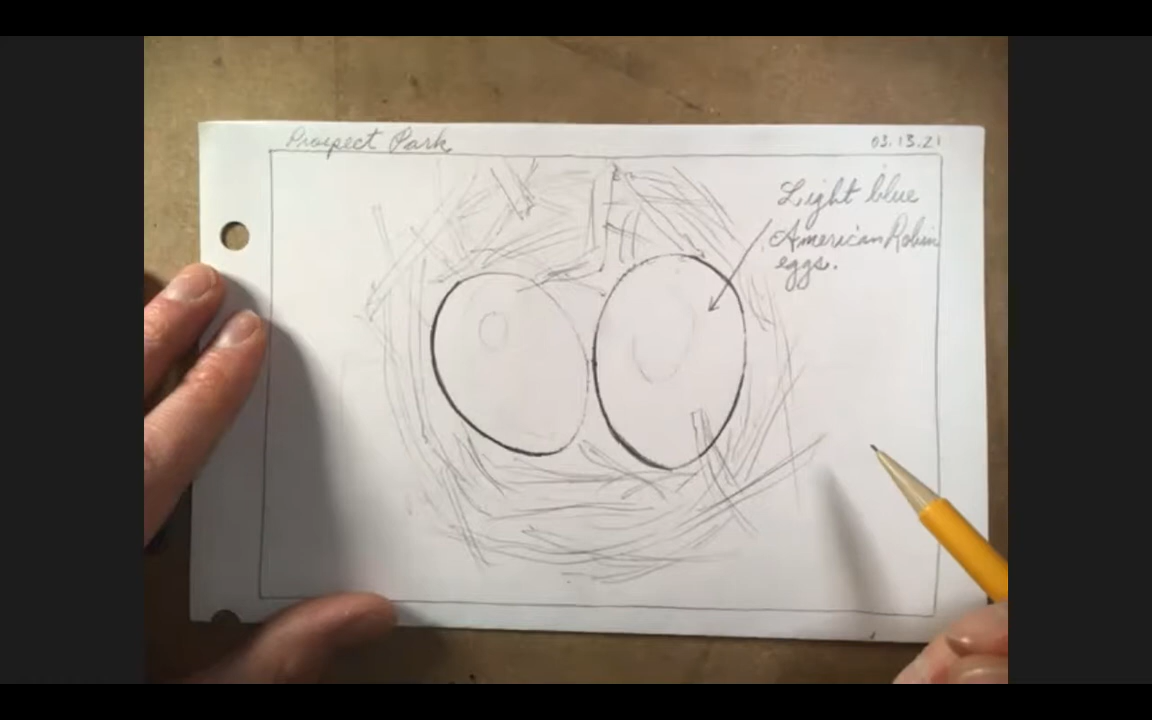 Prospect Park
03.13.21
Light blue
American Robin
eggs.